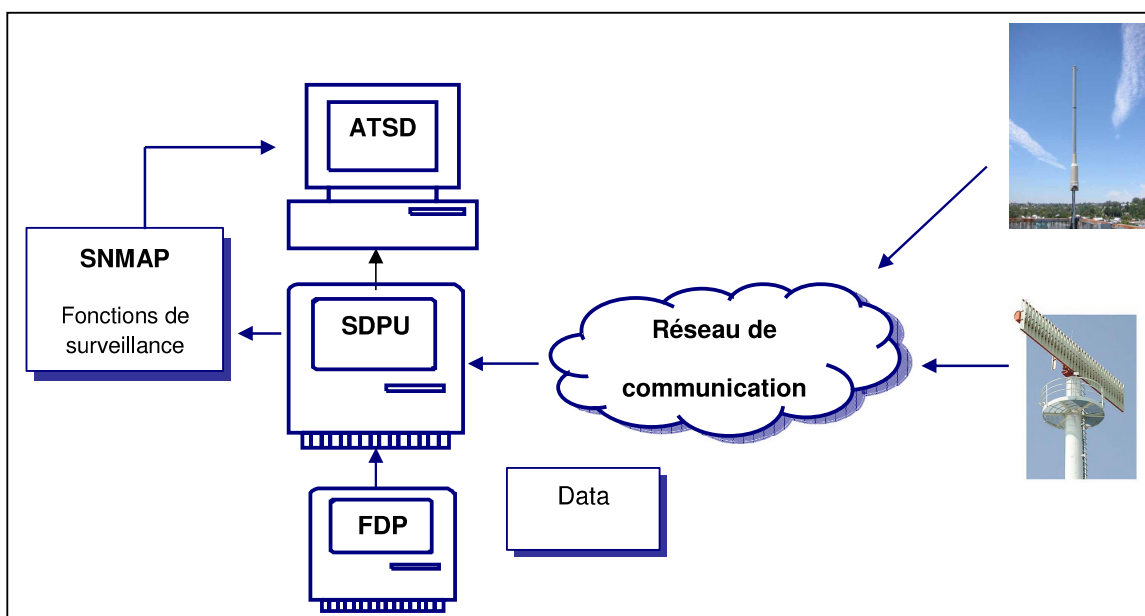 ATSD
SNMAP
Fonctions de
surveillance
SDPU
Réseau de
communication
FDP
Data